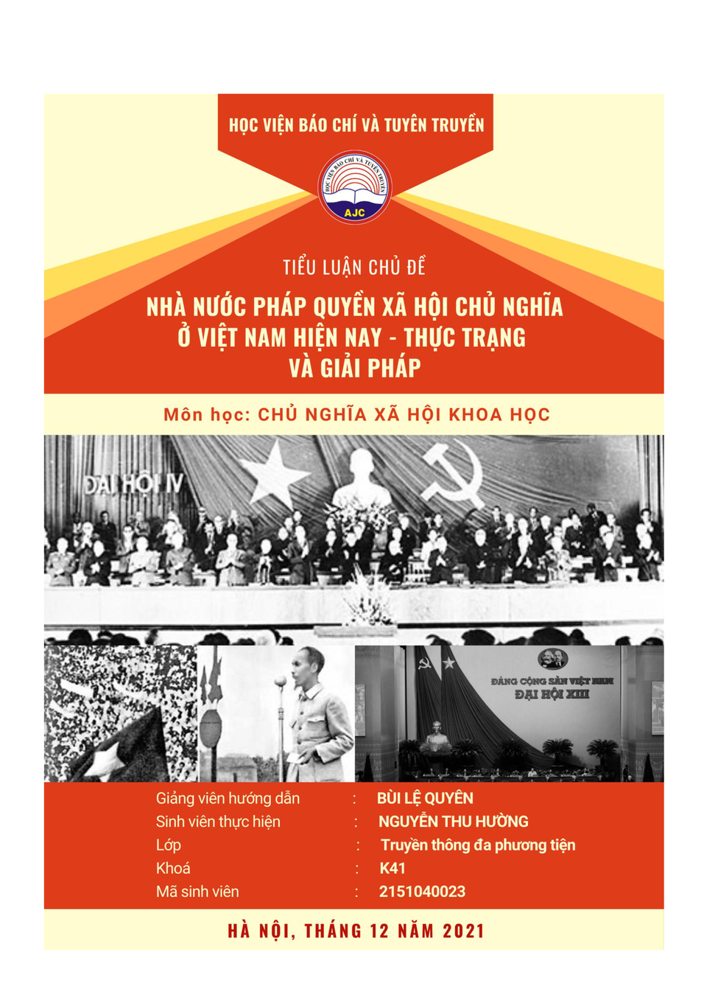 HỌC VIỆN BÁO CHÍ VÀ TUYÊN TRUYỀN
HỌC VIỆN BÁO CHÍ VÀ TUYÊN TRUYỀN
AJC
TIỂU LUẬN CHỦ ĐỀ
NHÀ NƯỚC PHÁP QUYỀN XÃ HỘI CHỦ NGHĨA
Ở VIỆT NAM HIỆN NAY - THỰC TRẠNG
VÀ GIẢI PHÁP
Môn học: CHỦ NGHĨA XÃ HỘI KHOA HỌC
ĐẠI HỘI IV
ĐẢNG CỘNG SẢN VIỆT NAM
ĐẠI HỘI XIII
Giảng viên hướng dẫn : BÙI LỆ QUYÊN
Sinh viên thực hiện : NGUYỄN THU HƯỜNG
Lớp : Truyền thông đa phương tiện
Khoá : K41
Mã sinh viên : 2151040023
HÀ NỘI, THÁNG 12 NĂM 2021